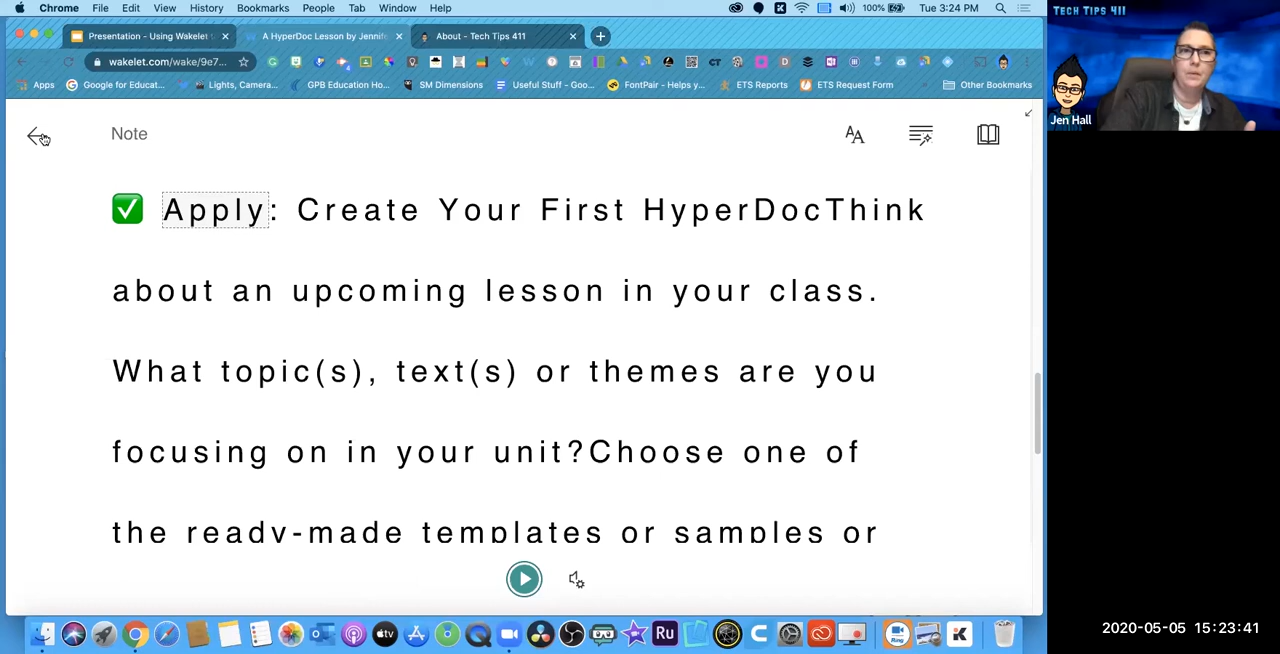 Chrome File Edit View History Bookmarks People Tab Window Help 100% Tue 3:24 PM
TECH TIPS 411
Presentation - Using Wakelet A HyperDoc Lesson by Jennife About - Tech Tips 411
wakelet.com/wake/9e7...
Apps Google for Educat... Lights, Camera... GPB Education Ho... SM Dimensions Useful Stuff - Goo... FontPair - Helps y... ETS Reports ETS Request Form Other Bookmarks
Jen Hall
Note
Apply: Create Your First HyperDocThink
about an upcoming lesson in your class.
What topic(s), text(s) or themes are you
focusing on in your unit?Choose one of
the ready-made templates or samples or
2020-05-05 15:23:41